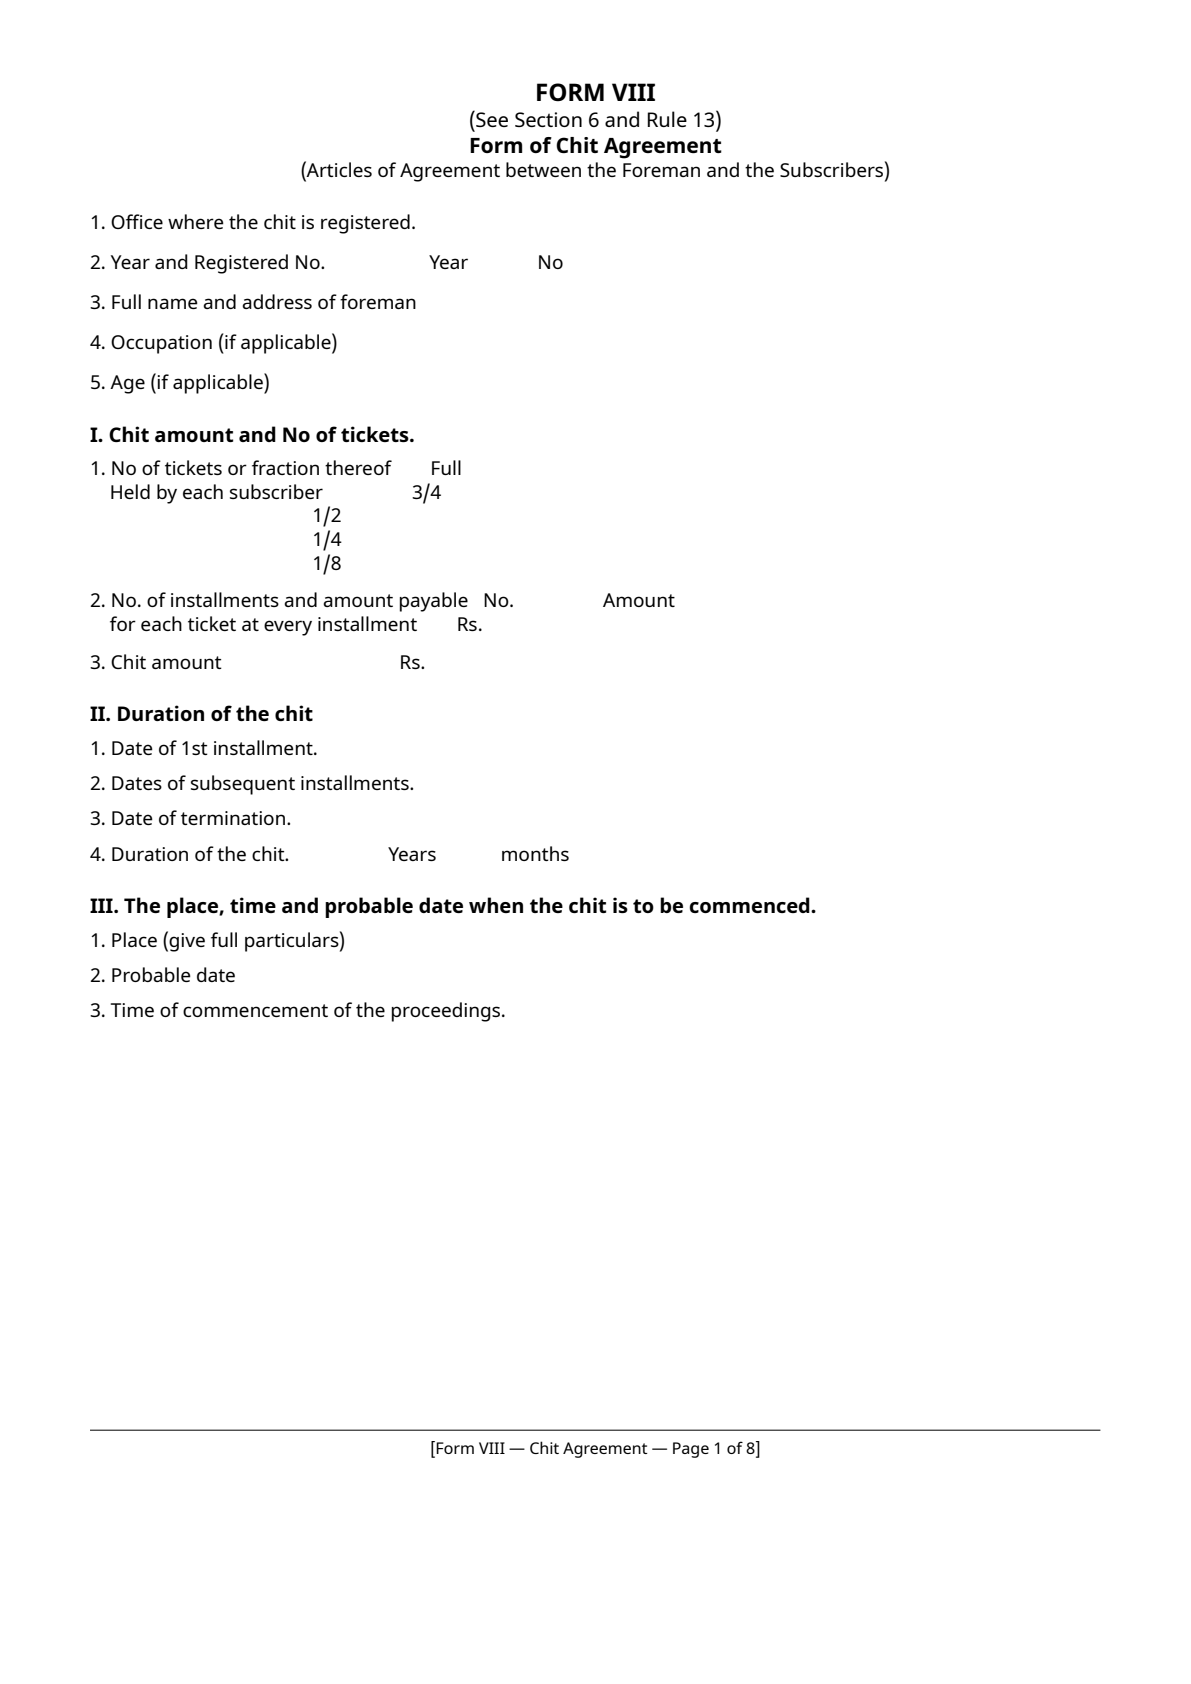 FORM VIII
(See Section 6 and Rule 13)
Form of Chit Agreement
(Articles of Agreement between the Foreman and the Subscribers)
1. Office where the chit is registered.
2. Year and Registered No. Year No
3. Full name and address of foreman
4. Occupation (if applicable)
5. Age (if applicable)
I. Chit amount and No of tickets.
1. No of tickets or fraction thereof Full
Held by each subscriber 3/4
1/2
1/4
1/8
2. No. of installments and amount payable No. Amount
for each ticket at every installment Rs.
3. Chit amount Rs.
II. Duration of the chit
1. Date of 1st installment.
2. Dates of subsequent installments.
3. Date of termination.
4. Duration of the chit. Years months
III. The place, time and probable date when the chit is to be commenced.
1. Place (give full particulars)
2. Probable date
3. Time of commencement of the proceedings.
[Form VIII — Chit Agreement — Page 1 of 8]